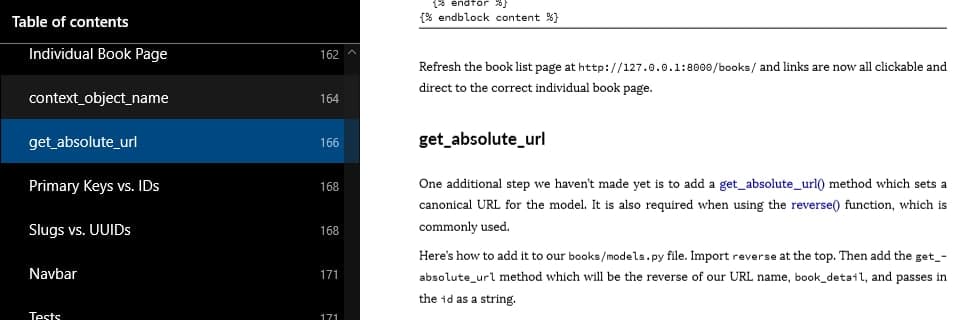 Table of contents
Individual Book Page 162
context_object_name 164
get_absolute_url 166
Primary Keys vs. IDs 168
Slugs vs. UUIDs 168
Navbar 171
Tests 171
{% endfor %}
{% endblock content %}
Refresh the book list page at http://127.0.0.1:8000/books/ and links are now all clickable and
direct to the correct individual book page.
get_absolute_url
One additional step we haven't made yet is to add a get_absolute_url() method which sets a
canonical URL for the model. It is also required when using the reverse() function, which is
commonly used.
Here's how to add it to our books/models.py file. Import reverse at the top. Then add the get_-
absolute_url method which will be the reverse of our URL name, book_detail, and passes in
the id as a string.